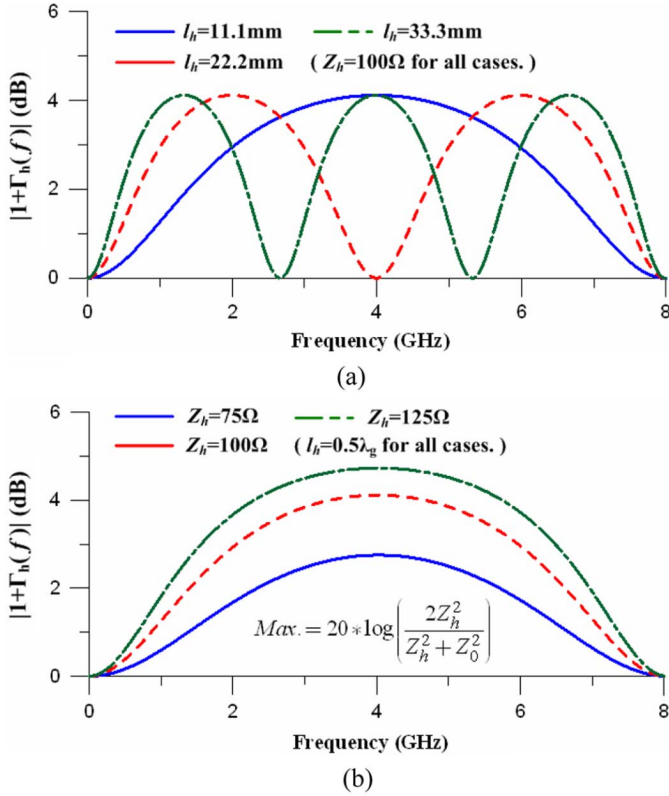 l_h=11.1mm l_h=33.3mm
l_h=22.2mm ( Z_h=100Ω for all cases. )
|1+Γ_h(f)| (dB)
6
4
2
0
0 2 4 6 8
Frequency (GHz)
(a)
Z_h=75Ω Z_h=125Ω
Z_h=100Ω ( l_h=0.5λ_g for all cases. )
|1+Γ_h(f)| (dB)
6
4
2
0
Max. = 20*log(2Z_h^2 / (Z_h^2 + Z_0^2))
0 2 4 6 8
Frequency (GHz)
(b)